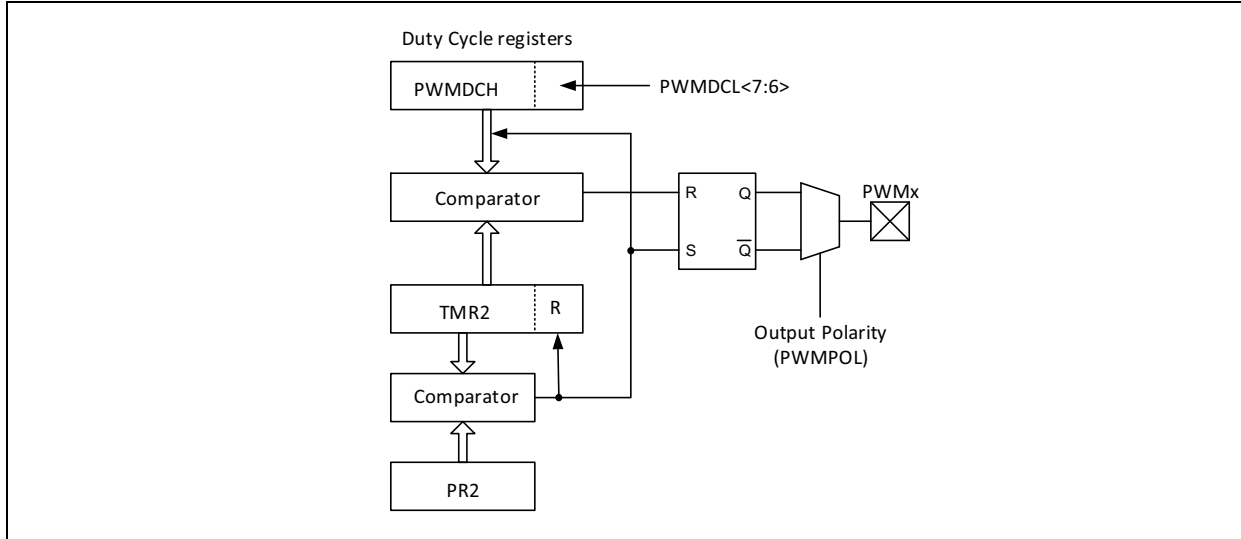 Duty Cycle registers
PWMDCH
PWMDCL<7:6>
Comparator
R
Q
PWMx
S
Q̅
TMR2
R
Output Polarity
(PWMPOL)
Comparator
PR2